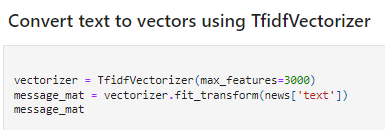 Convert text to vectors using TfidfVectorizer
vectorizer = TfidfVectorizer(max_features=3000)
message_mat = vectorizer.fit_transform(news['text'])
message_mat